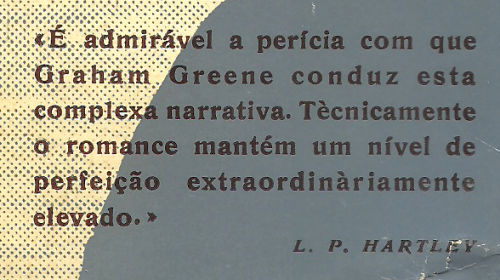 «É admirável a perícia com que
Graham Greene conduz esta
complexa narrativa. Tècnicamente
o romance mantém um nível de
perfeição extraordinàriamente
elevado.»
L. P. HARTLEY